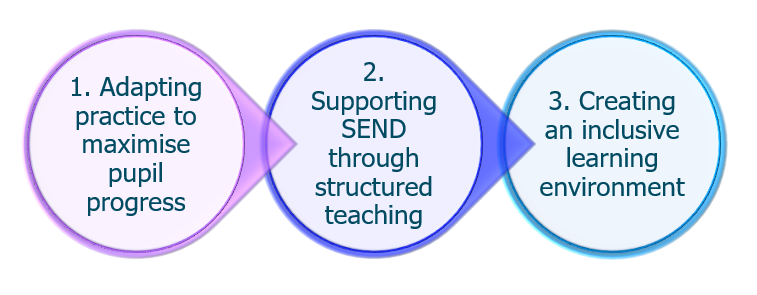 1. Adapting
practice to
maximise
pupil
progress
2.
Supporting
SEND
through
structured
teaching
3. Creating
an inclusive
learning
environment